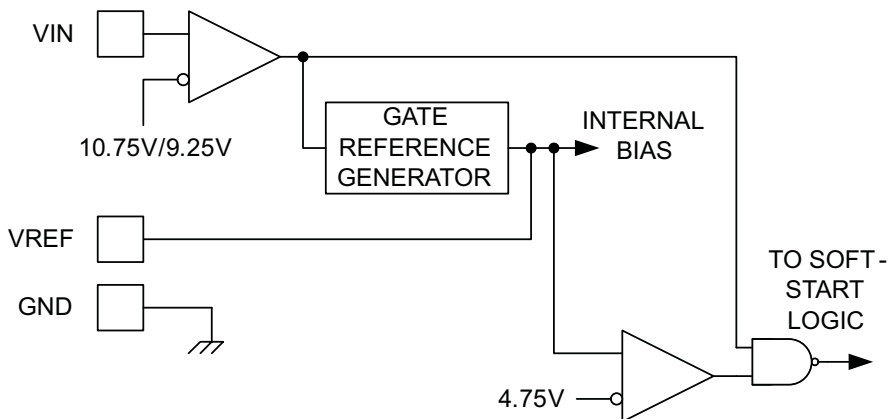 VIN
10.75V/9.25V
GATE
REFERENCE
GENERATOR
INTERNAL
BIAS
VREF
GND
TO SOFT-
START
LOGIC
4.75V